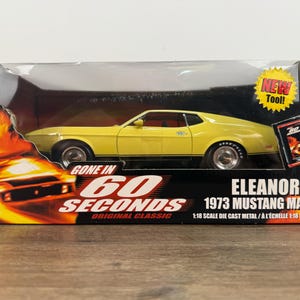 NEW
Tool!
GONE IN
60
SECONDS
ORIGINAL CLASSIC
ELEANOR
1973 MUSTANG MA
1:18 SCALE DIE CAST METAL / À L'ÉCHELLE 1:18